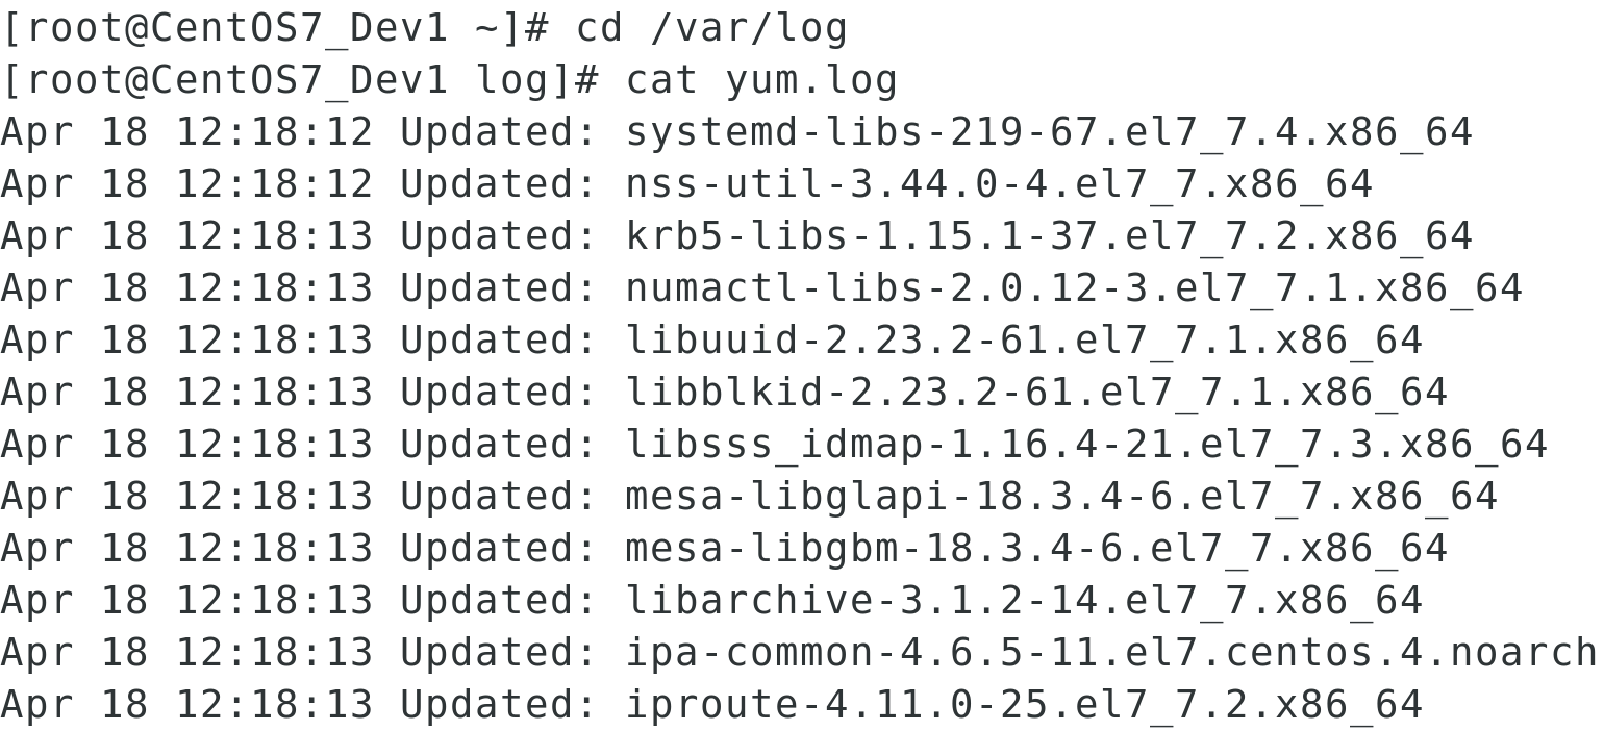 [root@CentOS7_Dev1 ~]# cd /var/log
[root@CentOS7_Dev1 log]# cat yum.log
Apr 18 12:18:12 Updated: systemd-libs-219-67.el7_7.4.x86_64
Apr 18 12:18:12 Updated: nss-util-3.44.0-4.el7_7.x86_64
Apr 18 12:18:13 Updated: krb5-libs-1.15.1-37.el7_7.2.x86_64
Apr 18 12:18:13 Updated: numactl-libs-2.0.12-3.el7_7.1.x86_64
Apr 18 12:18:13 Updated: libuuid-2.23.2-61.el7_7.1.x86_64
Apr 18 12:18:13 Updated: libblkid-2.23.2-61.el7_7.1.x86_64
Apr 18 12:18:13 Updated: libsss_idmap-1.16.4-21.el7_7.3.x86_64
Apr 18 12:18:13 Updated: mesa-libglapi-18.3.4-6.el7_7.x86_64
Apr 18 12:18:13 Updated: mesa-libgbm-18.3.4-6.el7_7.x86_64
Apr 18 12:18:13 Updated: libarchive-3.1.2-14.el7_7.x86_64
Apr 18 12:18:13 Updated: ipa-common-4.6.5-11.el7.centos.4.noarch
Apr 18 12:18:13 Updated: iproute-4.11.0-25.el7_7.2.x86_64